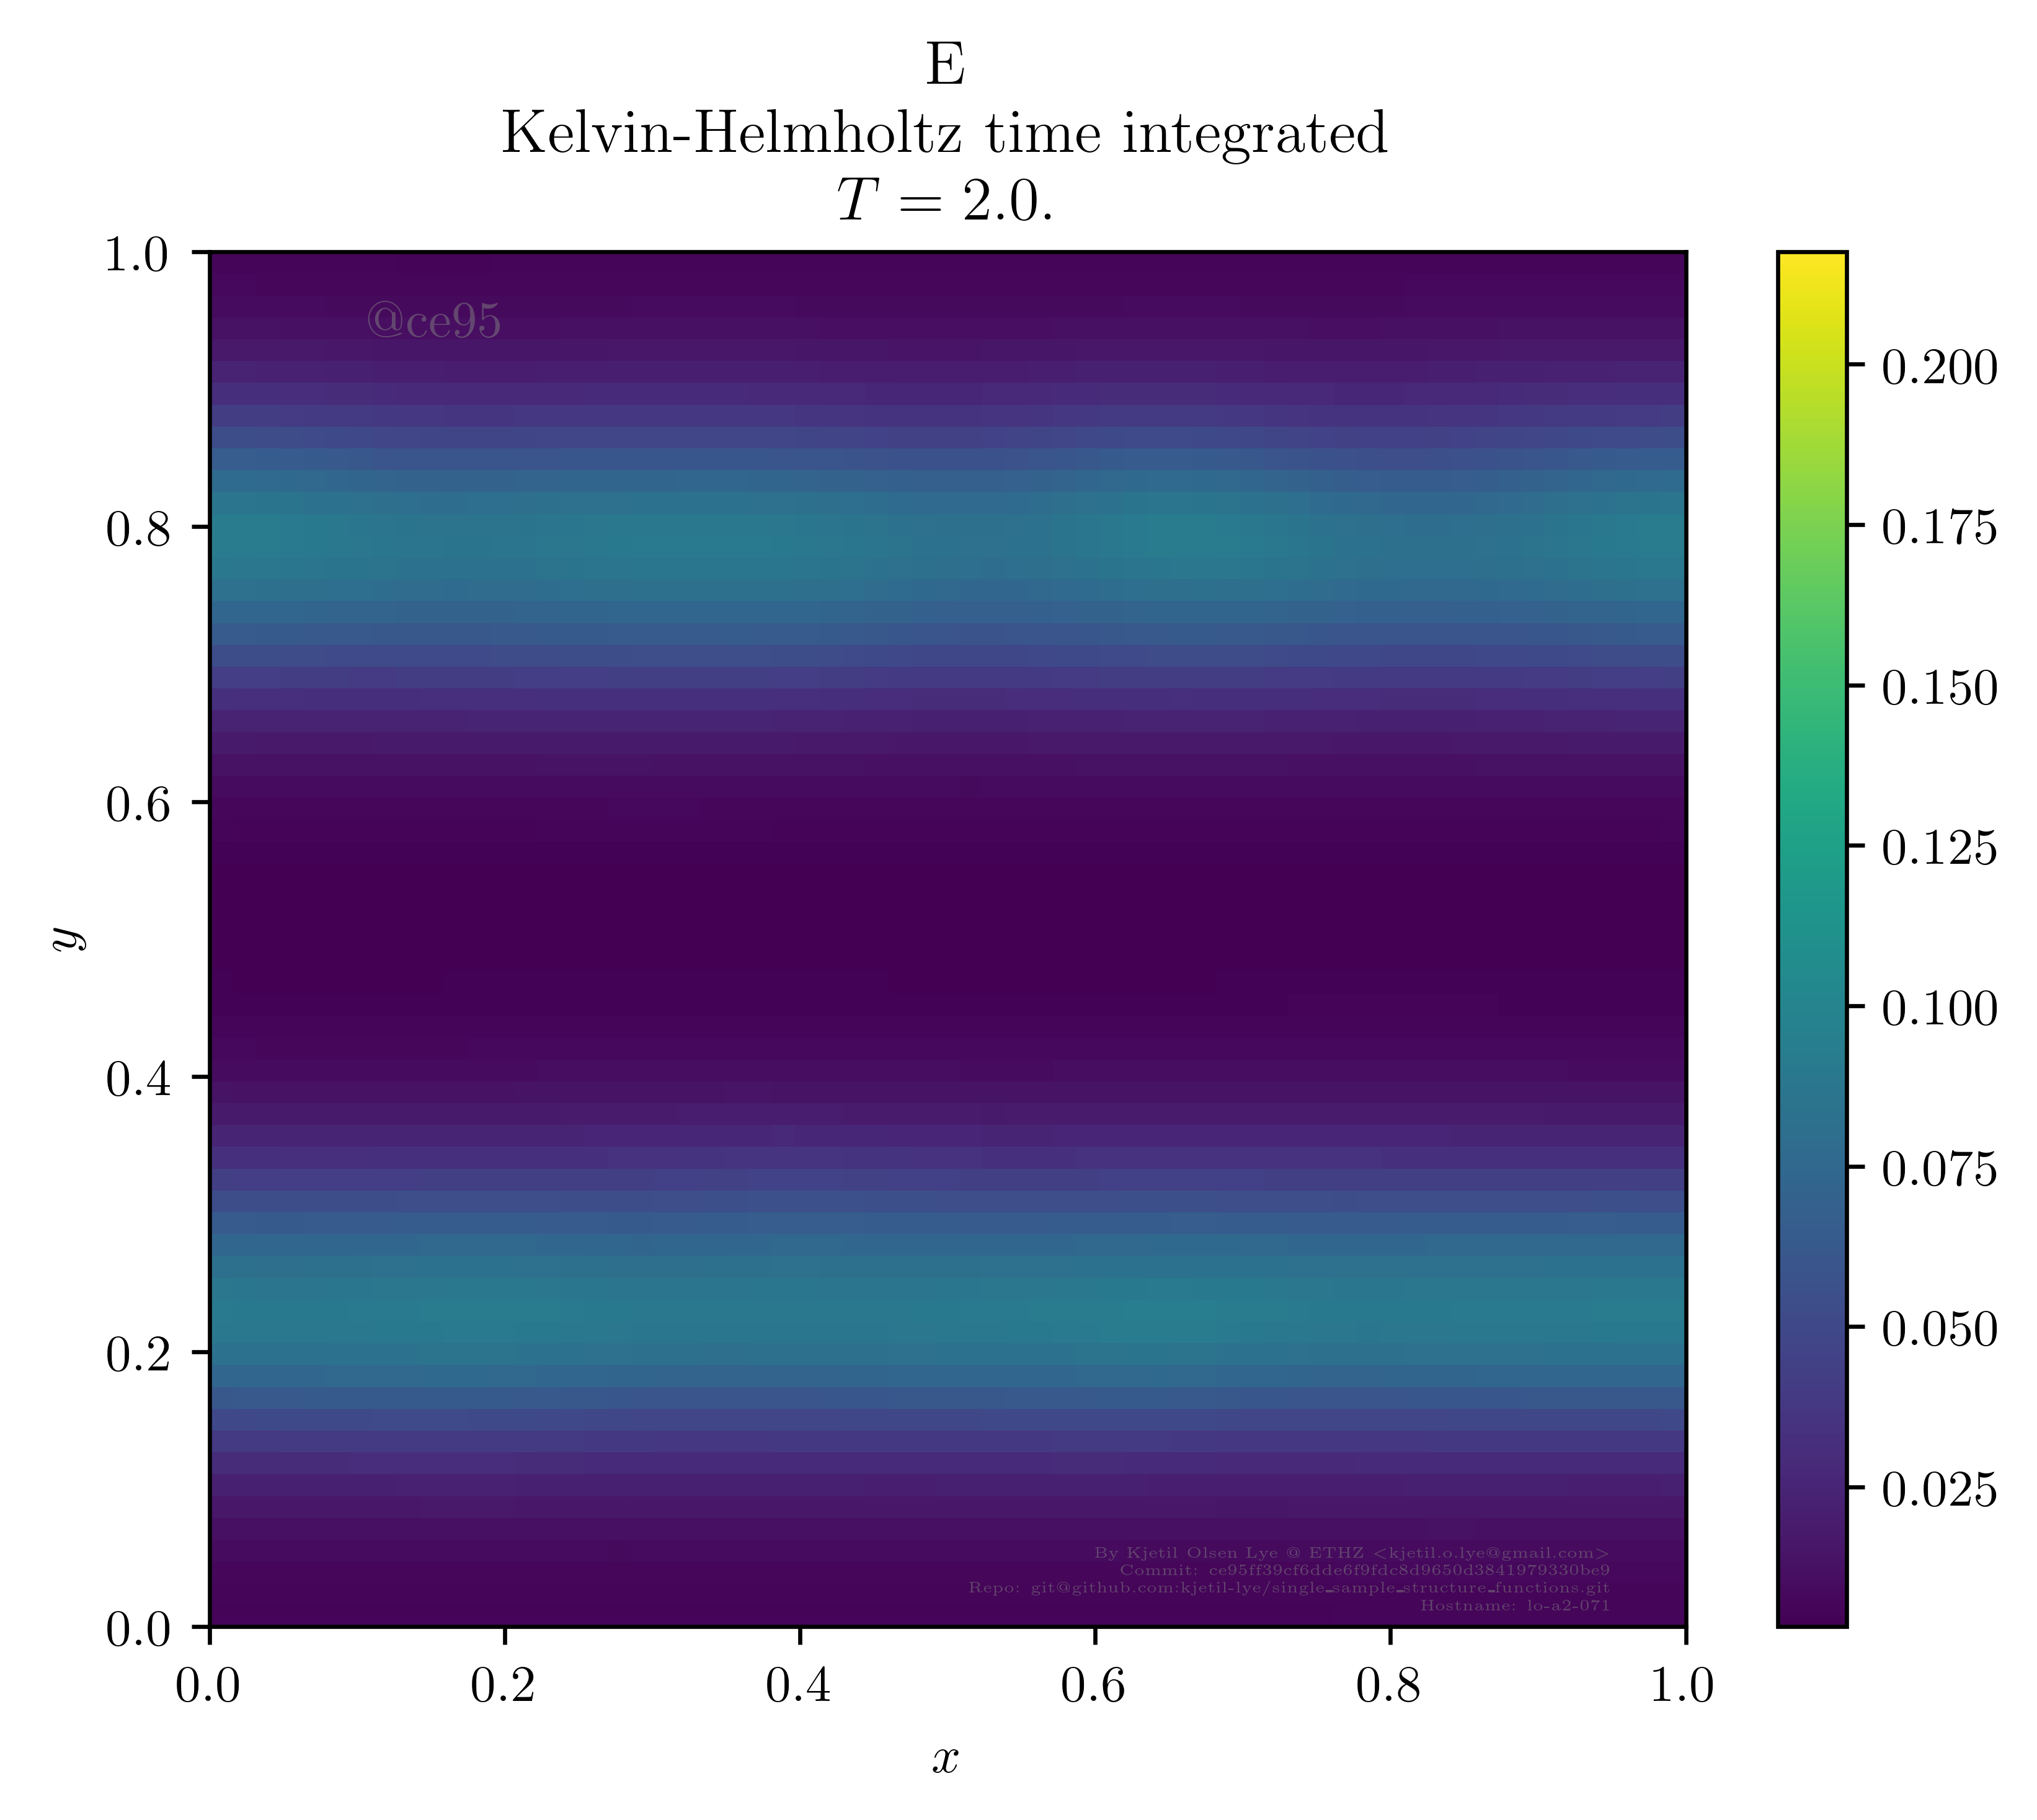 E
Kelvin-Helmholtz time integrated
T = 2.0.
1.0
@ce95
0.8
0.6
y
0.4
0.2
0.0
0.200
0.175
0.150
0.125
0.100
0.075
0.050
0.025
By Kjetil Olsen Lye @ ETHZ <kjetil.o.lye@gmail.com>
Commit: ce95ff39cf6dde6f9fdc8d9650d3841979330be9
Repo: git@github.com:kjetil-lye/single_sample_structure_functions.git
Hostname: lo-a2-071
0.0 0.2 0.4 0.6 0.8 1.0
x